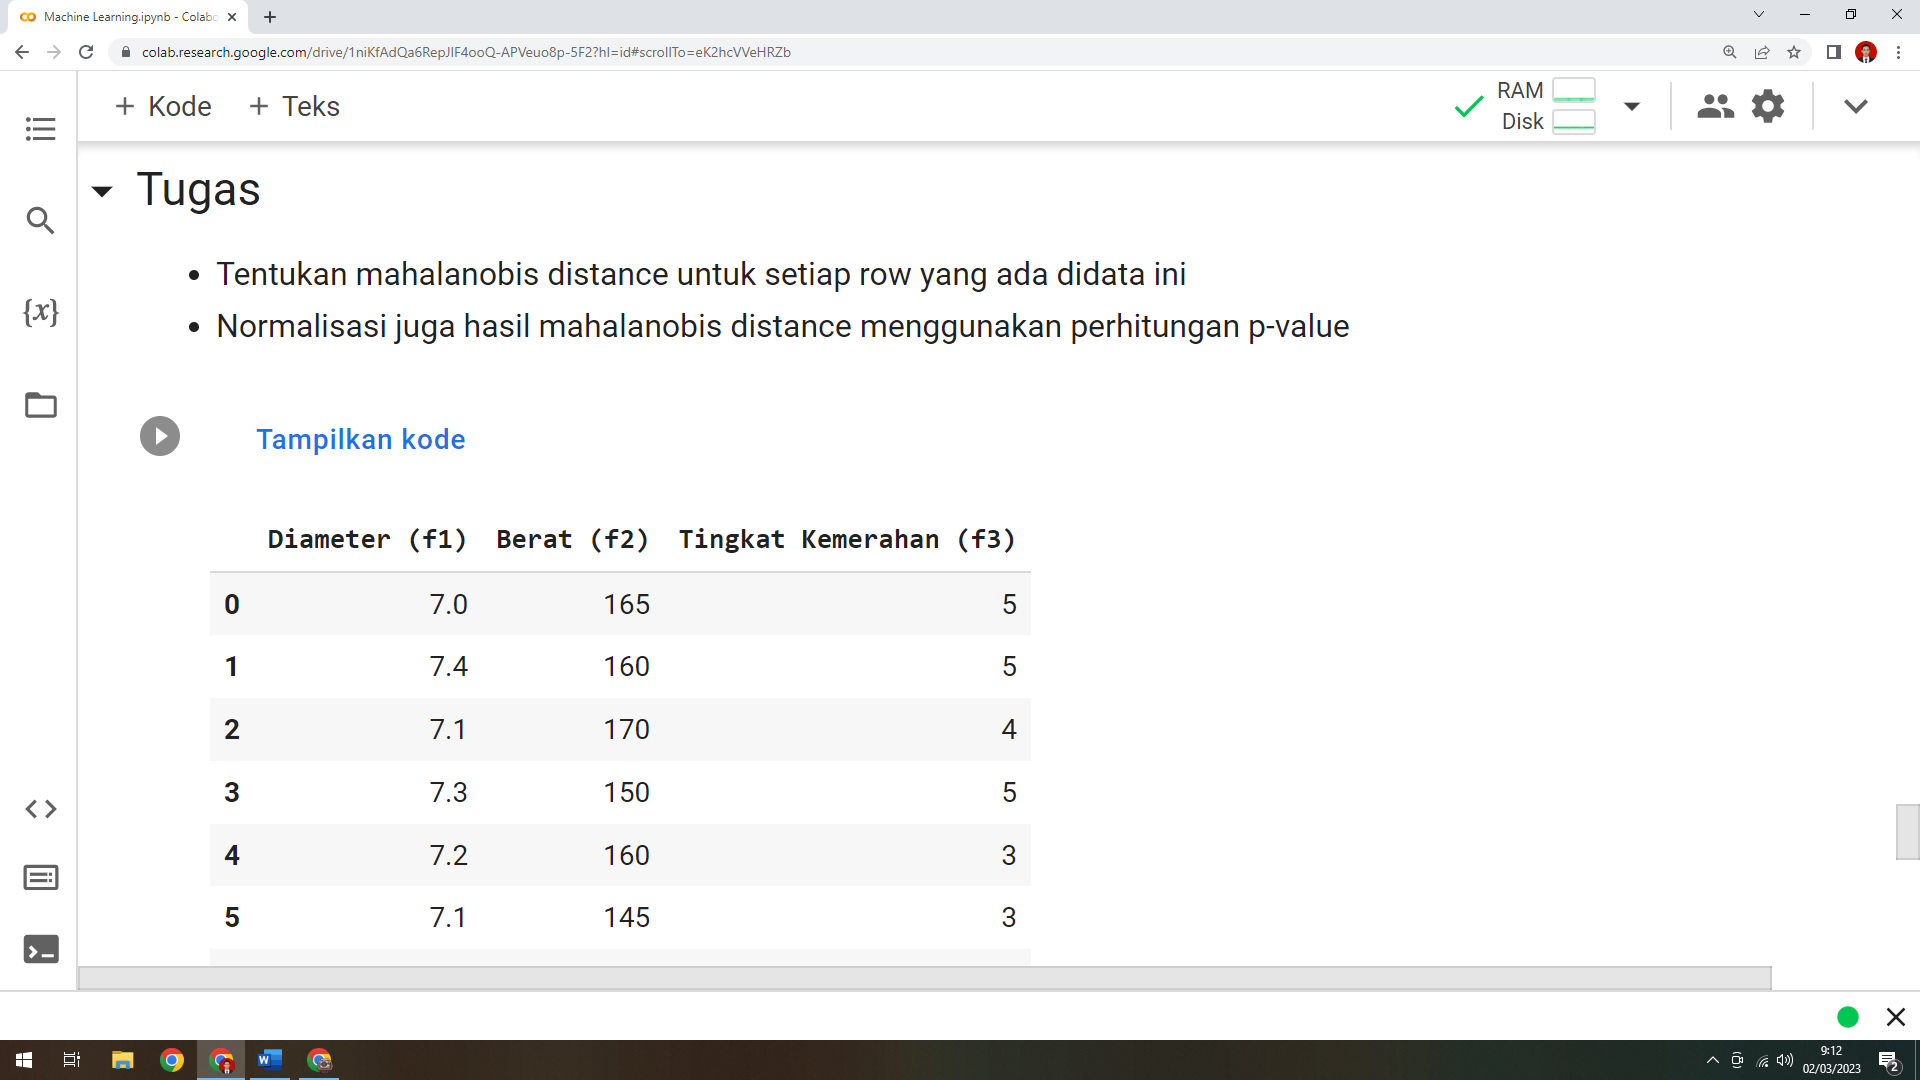 Machine Learning.ipynb - Colabo
colab.research.google.com/drive/1niKfAdQa6RepJIF4ooQ-APVeuo8p-5F2?hl=id#scrollTo=eK2hcVVeHRZb
+ Kode + Teks
RAM
Disk
Tugas
• Tentukan mahalanobis distance untuk setiap row yang ada didata ini
• Normalisasi juga hasil mahalanobis distance menggunakan perhitungan p-value
{x}
Tampilkan kode
Diameter (f1) Berat (f2) Tingkat Kemerahan (f3)
0 7.0 165 5
1 7.4 160 5
2 7.1 170 4
3 7.3 150 5
4 7.2 160 3
5 7.1 145 3
9:12
02/03/2023
2